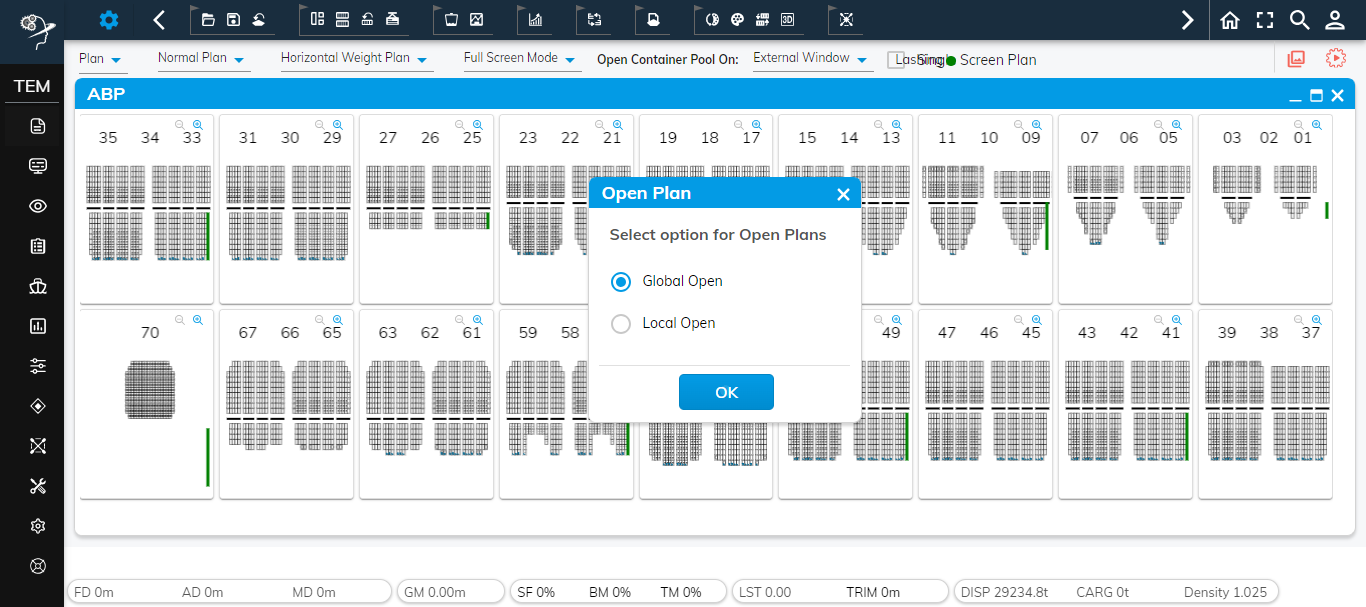 3D
Plan
Normal Plan
Horizontal Weight Plan
Full Screen Mode
Open Container Pool On:
External Window
Lashing
Single Screen Plan
TEM
ABP
35 34 33
31 30 29
27 26 25
23 22 21
19 18 17
15 14 13
11 10 09
07 06 05
03 02 01
Open Plan
Select option for Open Plans
Global Open
Local Open
OK
70
67 66 65
63 62 61
59 58
49
47 46 45
43 42 41
39 38 37
FD 0m AD 0m MD 0m
GM 0.00m
SF 0% BM 0% TM 0%
LST 0.00 TRIM 0m
DISP 29234.8t CARG 0t Density 1.025